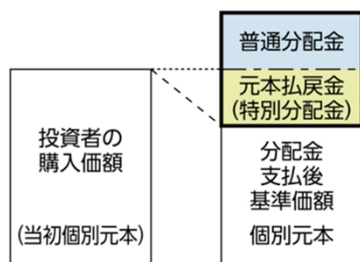 普通分配金
元本払戻金
(特別分配金)
投資者の
購入価額
(当初個別元本)
分配金
支払後
基準価額
個別元本